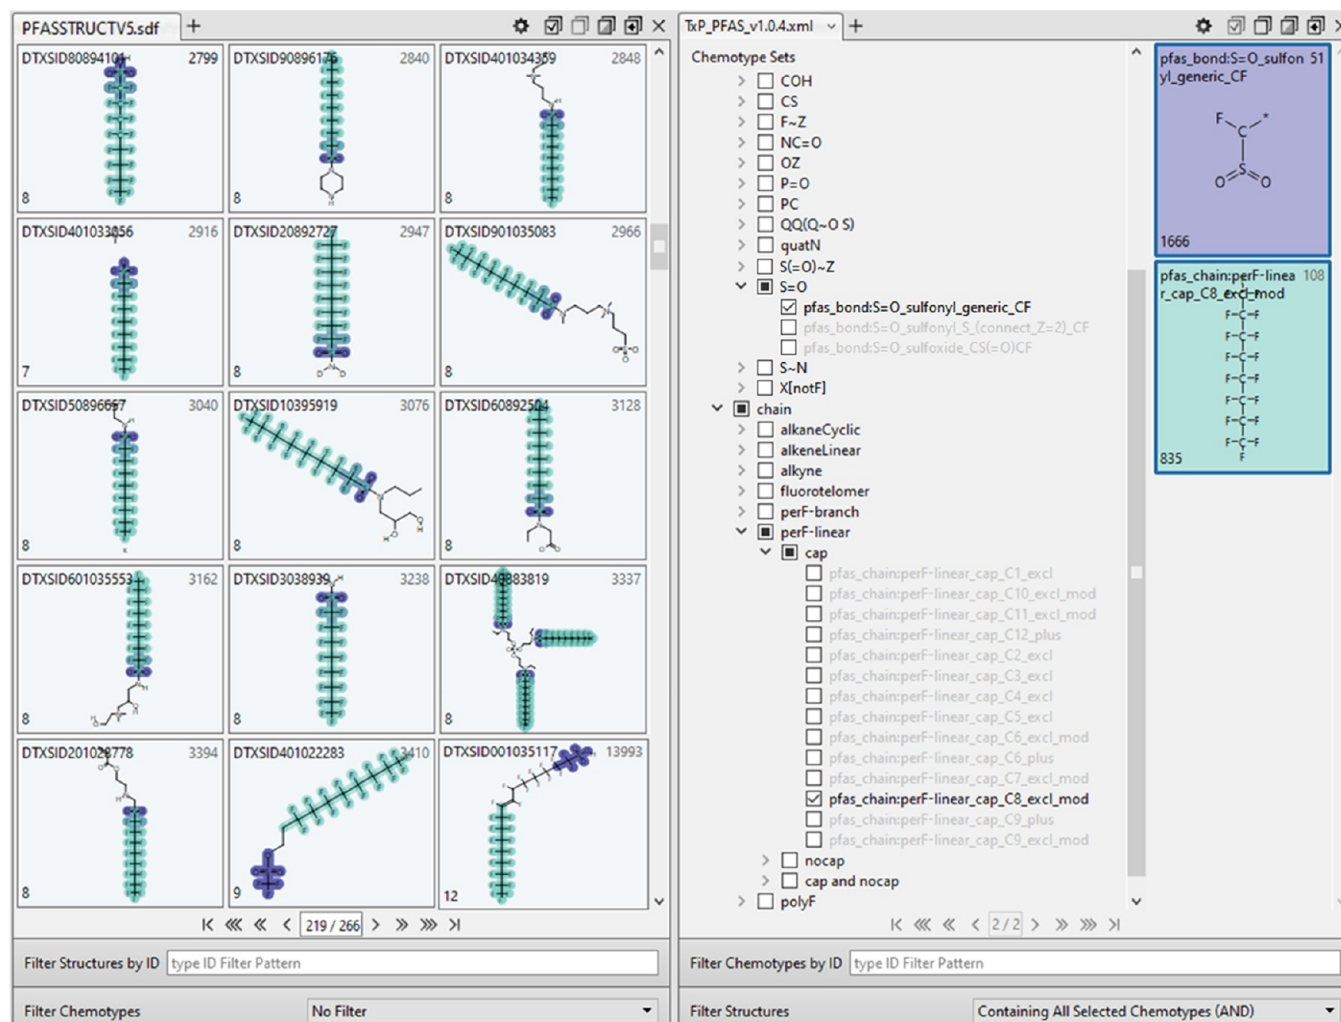 PFASSTRUCTV5.sdf
DTXSID80894101 2799
8
DTXSID90896176 2840
8
DTXSID401034359 2848
8
DTXSID401033056 2916
7
DTXSID20892727 2947
8
DTXSID901035083 2966
8
DTXSID50896657 3040
8
DTXSID10395919 3076
8
DTXSID60892504 3128
8
DTXSID601035553 3162
8
DTXSID3038939 3238
8
3337
8
DTXSID201028778 3394
8
DTXSID401022283 3410
9
DTXSID001035117 13993
12
219 / 266
Filter Structures by ID type ID Filter Pattern
Filter Chemotypes No Filter
TxP_PFAS_v1.0.4.xml
Chemotype Sets
COH
CS
F~Z
NC=O
OZ
P=O
PC
QQ(Q~O S)
quatN
S(=O)~Z
S=O
pfas_bond:S=O_sulfonyl_generic_CF
pfas_bond:S=O_sulfonyl_S_(connect_Z=2)_CF
pfas_bond:S=O_sulfoxide_CS(=O)CF
S~N
X[notF]
chain
alkaneCyclic
alkeneLinear
alkyne
fluorotelomer
perF-branch
perF-linear
cap
pfas_chain:perF-linear_cap_C1_excl
pfas_chain:perF-linear_cap_C10_excl_mod
pfas_chain:perF-linear_cap_C11_excl_mod
pfas_chain:perF-linear_cap_C12_plus
pfas_chain:perF-linear_cap_C2_excl
pfas_chain:perF-linear_cap_C3_excl
pfas_chain:perF-linear_cap_C4_excl
pfas_chain:perF-linear_cap_C5_excl
pfas_chain:perF-linear_cap_C6_excl_mod
pfas_chain:perF-linear_cap_C6_plus
pfas_chain:perF-linear_cap_C7_excl_mod
pfas_chain:perF-linear_cap_C8_excl_mod
pfas_chain:perF-linear_cap_C9_plus
pfas_chain:perF-linear_cap_C9_excl_mod
nocap
cap and nocap
polyF
pfas_bond:S=O_sulfon 51
yl_generic_CF
F *
C
S
O O
1666
pfas_chain:perF-linea 108
r_cap_C8_excl_mod
F C F
F C F
F C F
F C F
F C F
F C F
F C F
F
835
2 / 2
Filter Chemotypes by ID type ID Filter Pattern
Filter Structures Containing All Selected Chemotypes (AND)